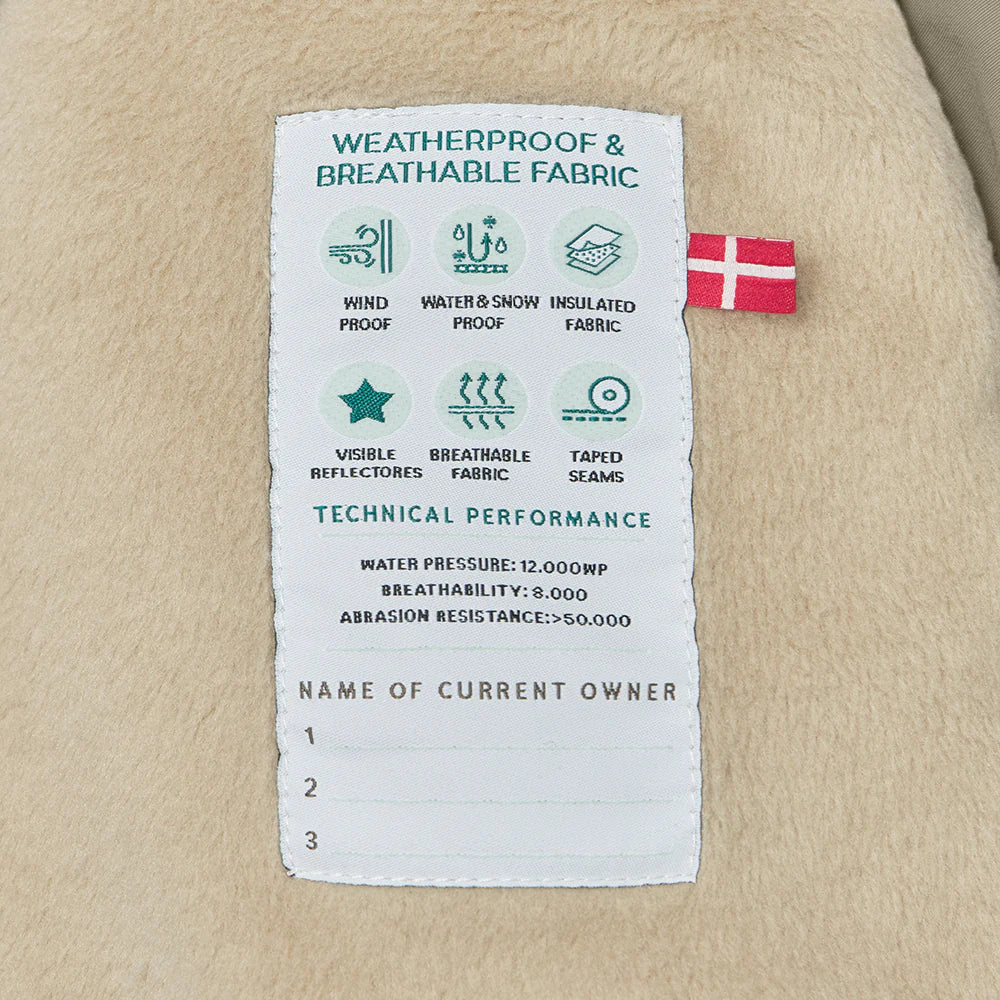 WEATHERPROOF &
BREATHABLE FABRIC
WIND
PROOF
WATER & SNOW
PROOF
INSULATED
FABRIC
VISIBLE
REFLECTORES
BREATHABLE
FABRIC
TAPED
SEAMS
TECHNICAL PERFORMANCE
WATER PRESSURE: 12.000WP
BREATHABILITY: 8.000
ABRASION RESISTANCE:>50.000
NAME OF CURRENT OWNER
1
2
3